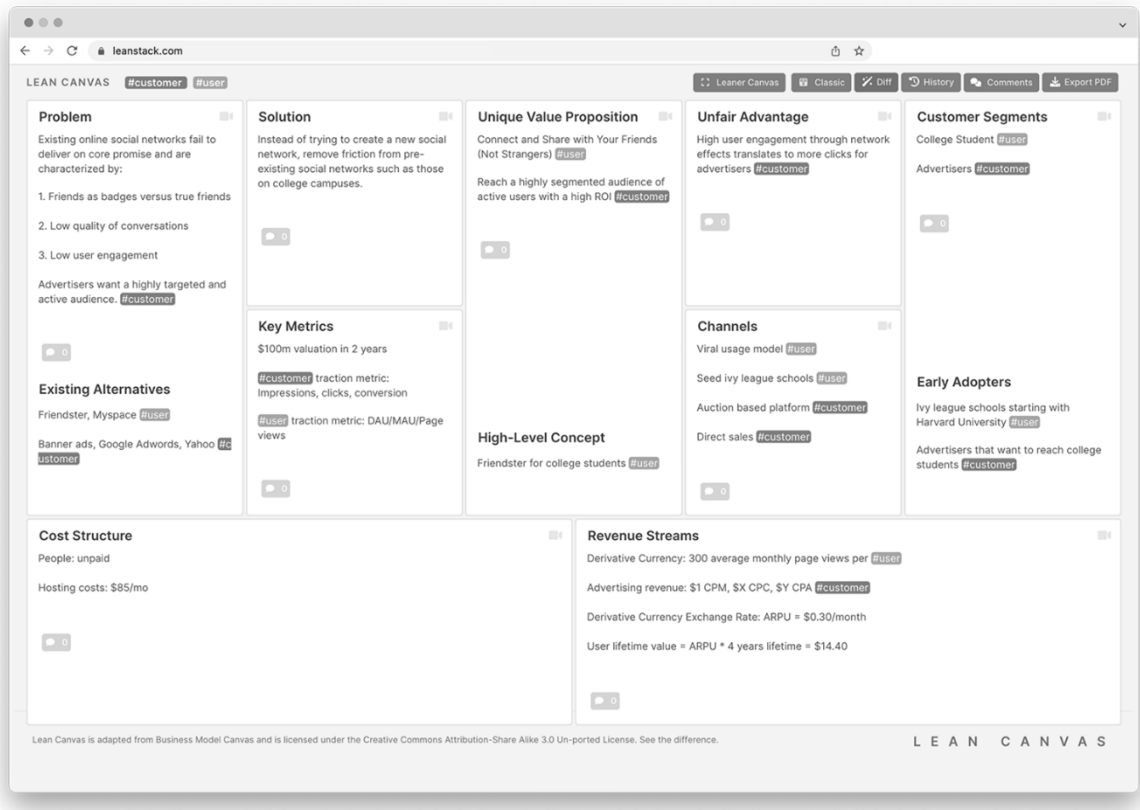 leanstack.com
LEAN CANVAS #customer #user
Leaner Canvas Classic Diff History Comments Export PDF
Problem
Existing online social networks fail to
deliver on core promise and are
characterized by:
1. Friends as badges versus true friends
2. Low quality of conversations
3. Low user engagement
Advertisers want a highly targeted and
active audience. #customer
0
Existing Alternatives
Friendster, Myspace #user
Banner ads, Google Adwords, Yahoo #c
ustomer
Solution
Instead of trying to create a new social
network, remove friction from pre-
existing social networks such as those
on college campuses.
0
Key Metrics
$100m valuation in 2 years
#customer traction metric:
Impressions, clicks, conversion
#user traction metric: DAU/MAU/Page
views
0
Unique Value Proposition
Connect and Share with Your Friends
(Not Strangers) #user
Reach a highly segmented audience of
active users with a high ROI #customer
0
High-Level Concept
Friendster for college students #user
Unfair Advantage
High user engagement through network
effects translates to more clicks for
advertisers #customer
0
Channels
Viral usage model #user
Seed ivy league schools #user
Auction based platform #customer
Direct sales #customer
0
Customer Segments
College Student #user
Advertisers #customer
0
Early Adopters
Ivy league schools starting with
Harvard University #user
Advertisers that want to reach college
students #customer
Cost Structure
People: unpaid
Hosting costs: $85/mo
0
Revenue Streams
Derivative Currency: 300 average monthly page views per #user
Advertising revenue: $1 CPM, $X CPC, $Y CPA #customer
Derivative Currency Exchange Rate: ARPU = $0.30/month
User lifetime value = ARPU * 4 years lifetime = $14.40
0
Lean Canvas is adapted from Business Model Canvas and is licensed under the Creative Commons Attribution-Share Alike 3.0 Un-ported License. See the difference.
LEAN CANVAS